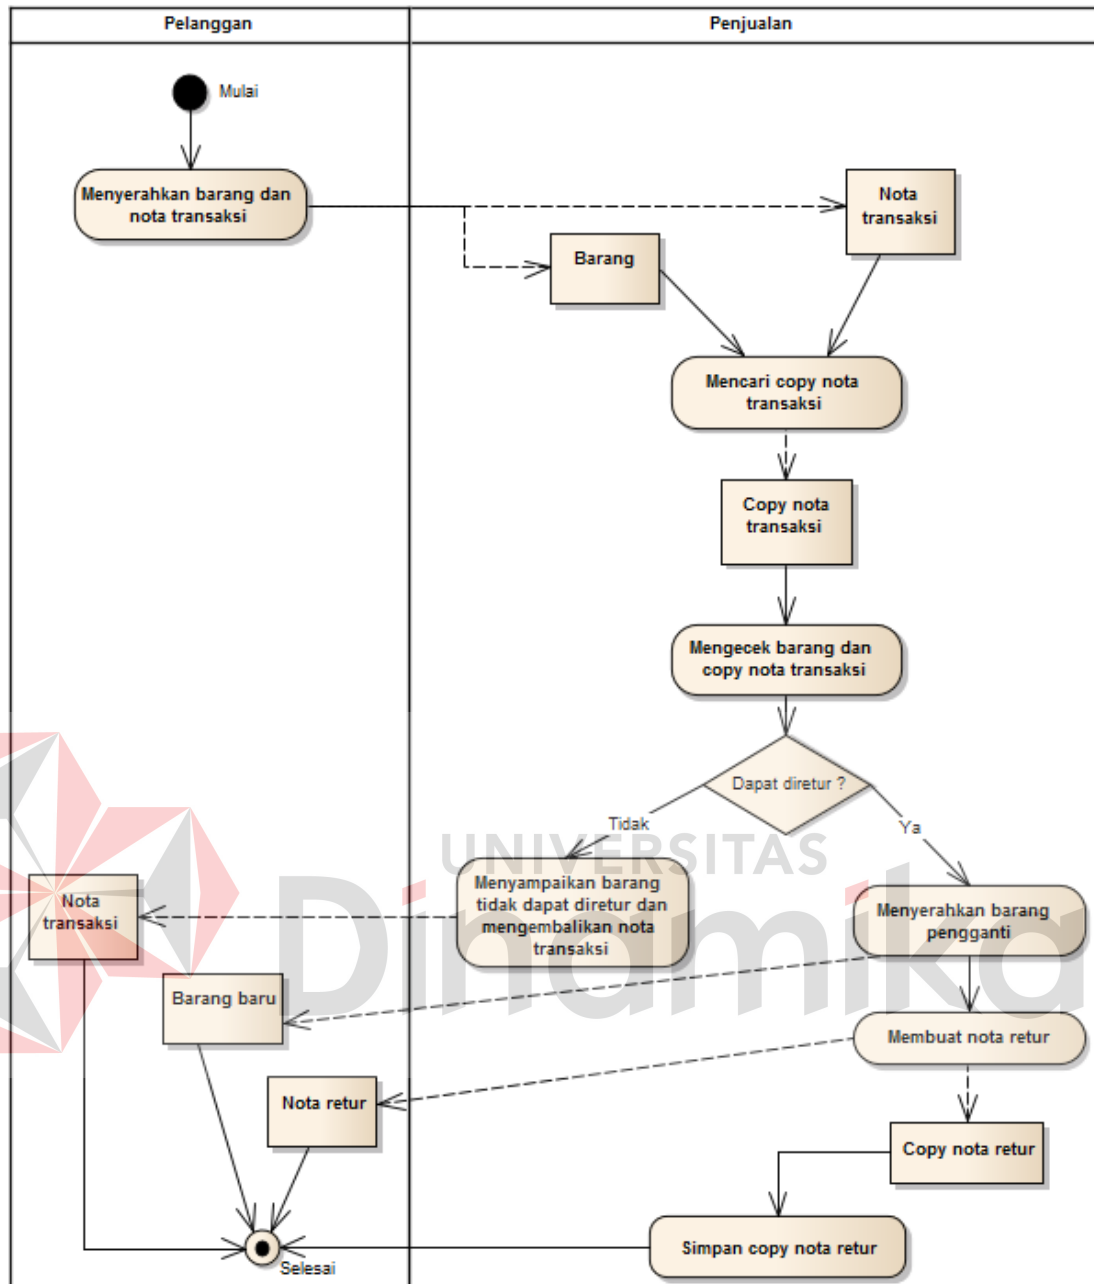 Pelanggan
Penjualan
Mulai
Menyerahkan barang dan
nota transaksi
Nota
transaksi
Barang
Mencari copy nota
transaksi
Copy nota
transaksi
Mengecek barang dan
copy nota transaksi
Dapat diretur ?
Tidak
Ya
UNIVERSITAS
Dinamika
Menyampaikan barang
tidak dapat diretur dan
mengembalikan nota
transaksi
Menyerahkan barang
pengganti
Nota
transaksi
Barang baru
Membuat nota retur
Nota retur
Copy nota retur
Simpan copy nota retur
Selesai